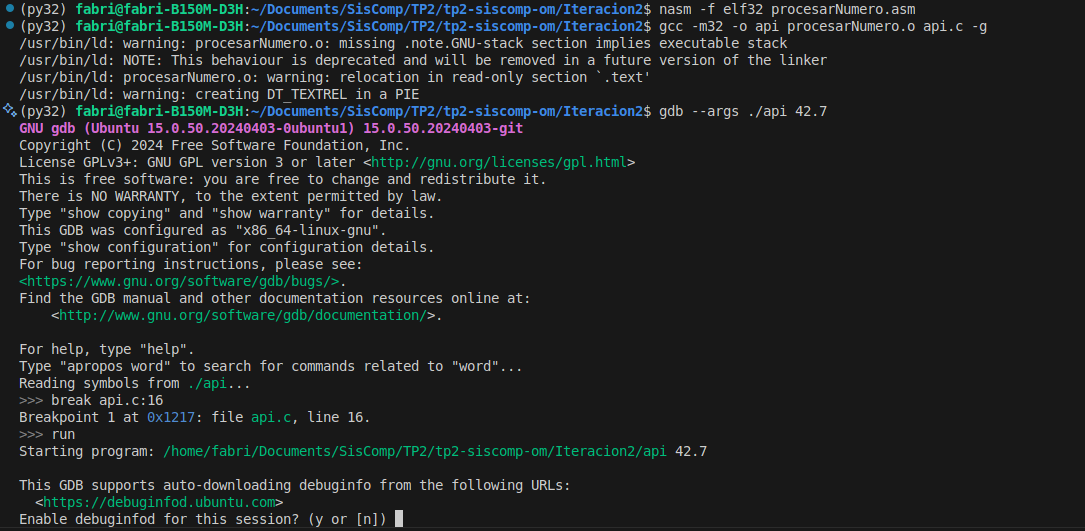 (py32) fabri@fabri-B150M-D3H:~/Documents/SisComp/TP2/tp2-siscomp-om/Iteracion2$ nasm -f elf32 procesarNumero.asm
(py32) fabri@fabri-B150M-D3H:~/Documents/SisComp/TP2/tp2-siscomp-om/Iteracion2$ gcc -m32 -o api procesarNumero.o api.c -g
/usr/bin/ld: warning: procesarNumero.o: missing .note.GNU-stack section implies executable stack
/usr/bin/ld: NOTE: This behaviour is deprecated and will be removed in a future version of the linker
/usr/bin/ld: procesarNumero.o: warning: relocation in read-only section `.text'
/usr/bin/ld: warning: creating DT_TEXTREL in a PIE
(py32) fabri@fabri-B150M-D3H:~/Documents/SisComp/TP2/tp2-siscomp-om/Iteracion2$ gdb --args ./api 42.7
GNU gdb (Ubuntu 15.0.50.20240403-0ubuntu1) 15.0.50.20240403-git
Copyright (C) 2024 Free Software Foundation, Inc.
License GPLv3+: GNU GPL version 3 or later <http://gnu.org/licenses/gpl.html>
This is free software: you are free to change and redistribute it.
There is NO WARRANTY, to the extent permitted by law.
Type "show copying" and "show warranty" for details.
This GDB was configured as "x86_64-linux-gnu".
Type "show configuration" for configuration details.
For bug reporting instructions, please see:
<https://www.gnu.org/software/gdb/bugs/>.
Find the GDB manual and other documentation resources online at:
    <http://www.gnu.org/software/gdb/documentation/>.

For help, type "help".
Type "apropos word" to search for commands related to "word"...
Reading symbols from ./api...
>>> break api.c:16
Breakpoint 1 at 0x1217: file api.c, line 16.
>>> run
Starting program: /home/fabri/Documents/SisComp/TP2/tp2-siscomp-om/Iteracion2/api 42.7

This GDB supports auto-downloading debuginfo from the following URLs:
  <https://debuginfod.ubuntu.com>
Enable debuginfod for this session? (y or [n])